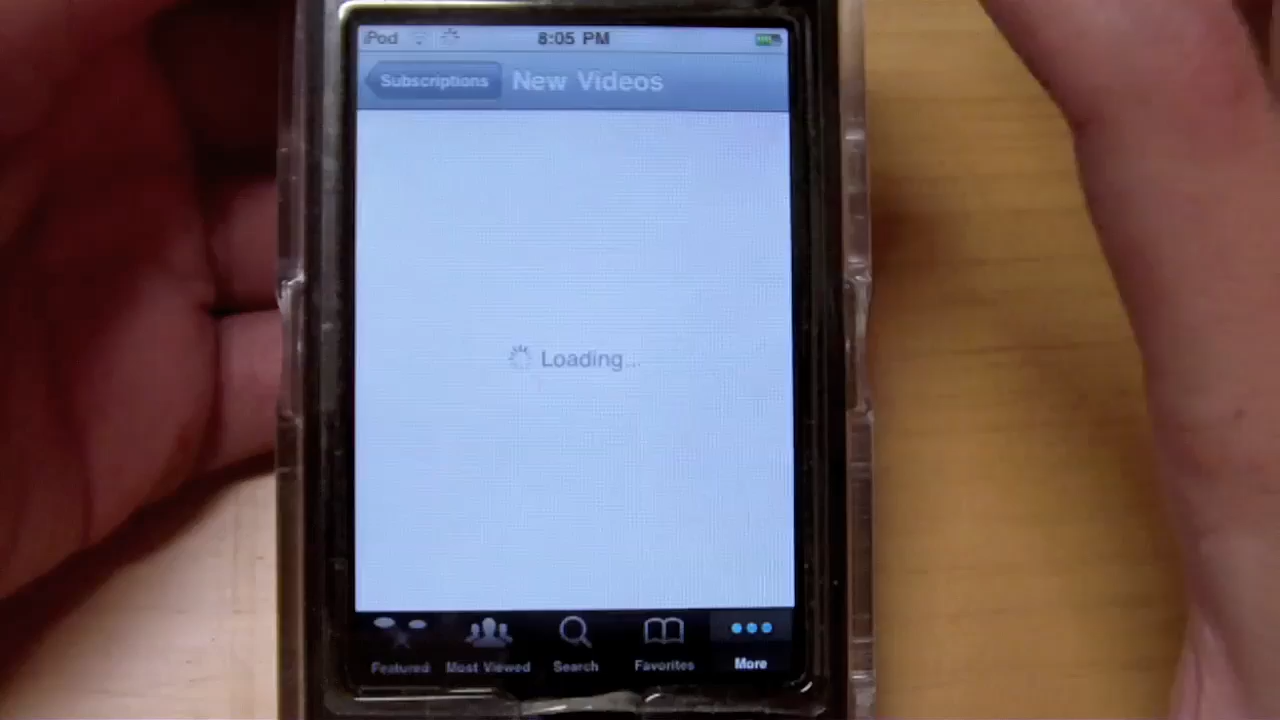 iPod 8:05 PM
Subscriptions New Videos
Loading...
Featured Most Viewed Search Favorites More